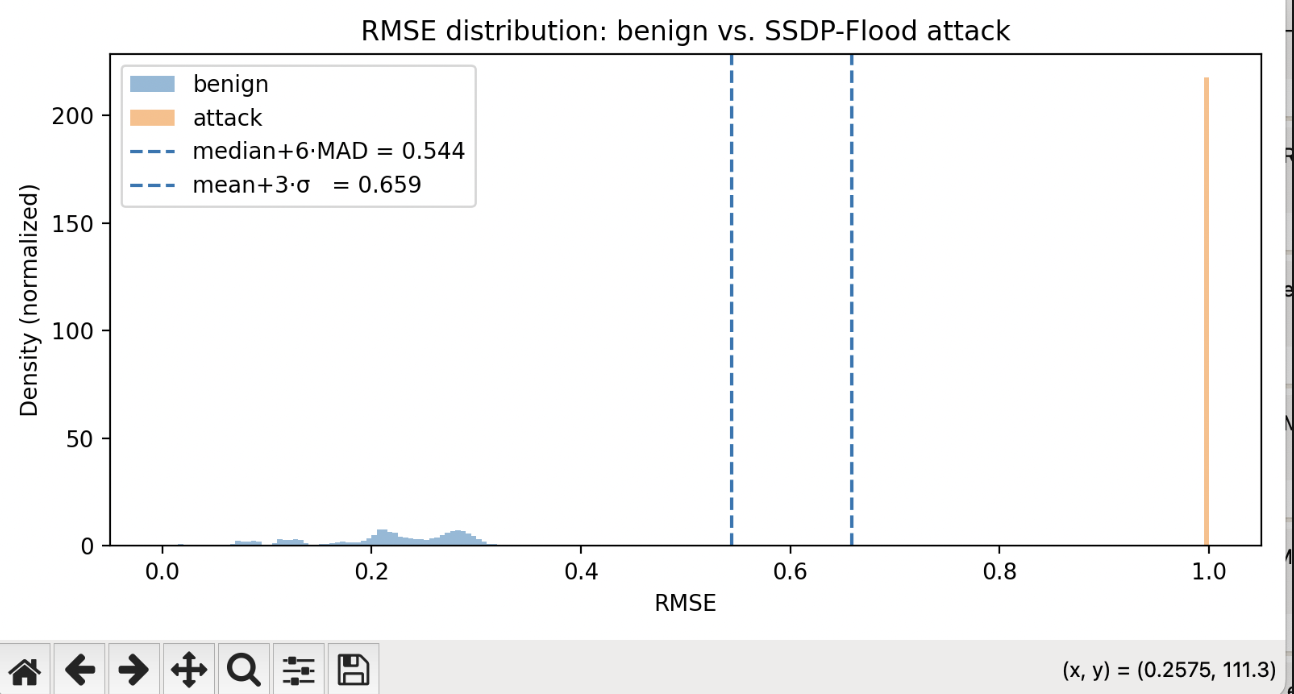 RMSE distribution: benign vs. SSDP-Flood attack
benign
attack
median+6·MAD = 0.544
mean+3·σ   = 0.659
Density (normalized)
200
150
100
50
0
0.0 0.2 0.4 0.6 0.8 1.0
RMSE
(x, y) = (0.2575, 111.3)